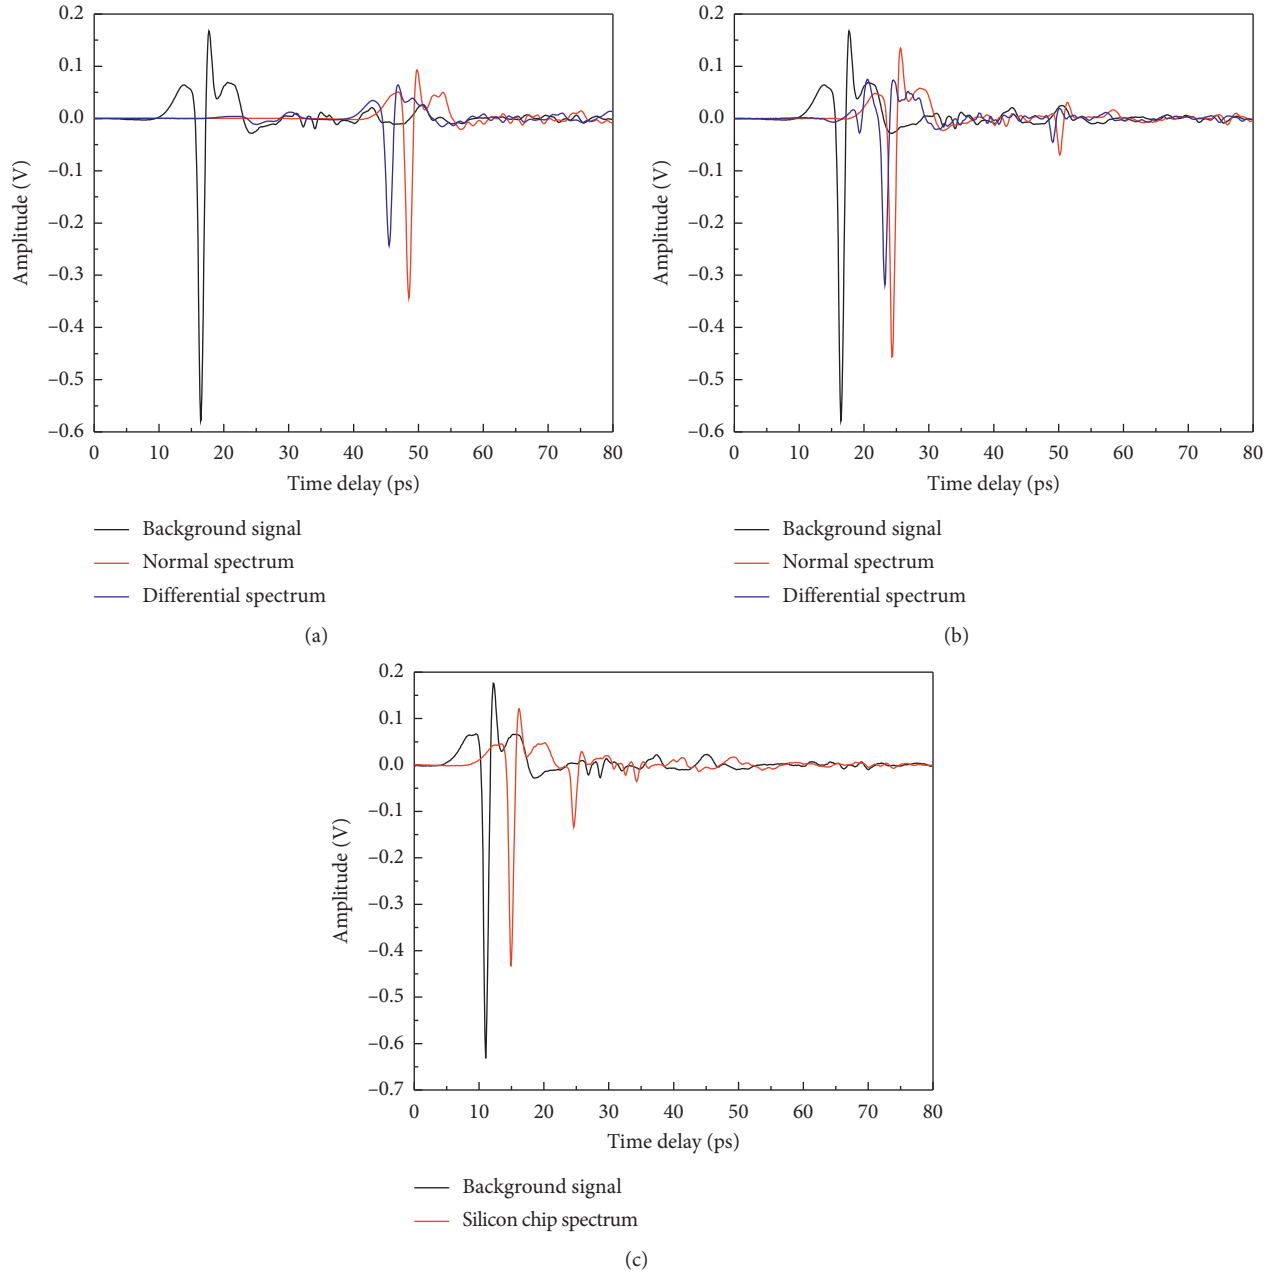 0.2
0.1
0.0
–0.1
–0.2
–0.3
–0.4
–0.5
–0.6
Amplitude (V)
0 10 20 30 40 50 60 70 80
Time delay (ps)
Background signal
Normal spectrum
Differential spectrum
(a)
0.2
0.1
0.0
–0.1
–0.2
–0.3
–0.4
–0.5
–0.6
Amplitude (V)
0 10 20 30 40 50 60 70 80
Time delay (ps)
Background signal
Normal spectrum
Differential spectrum
(b)
0.2
0.1
0.0
–0.1
–0.2
–0.3
–0.4
–0.5
–0.6
–0.7
Amplitude (V)
0 10 20 30 40 50 60 70 80
Time delay (ps)
Background signal
Silicon chip spectrum
(c)